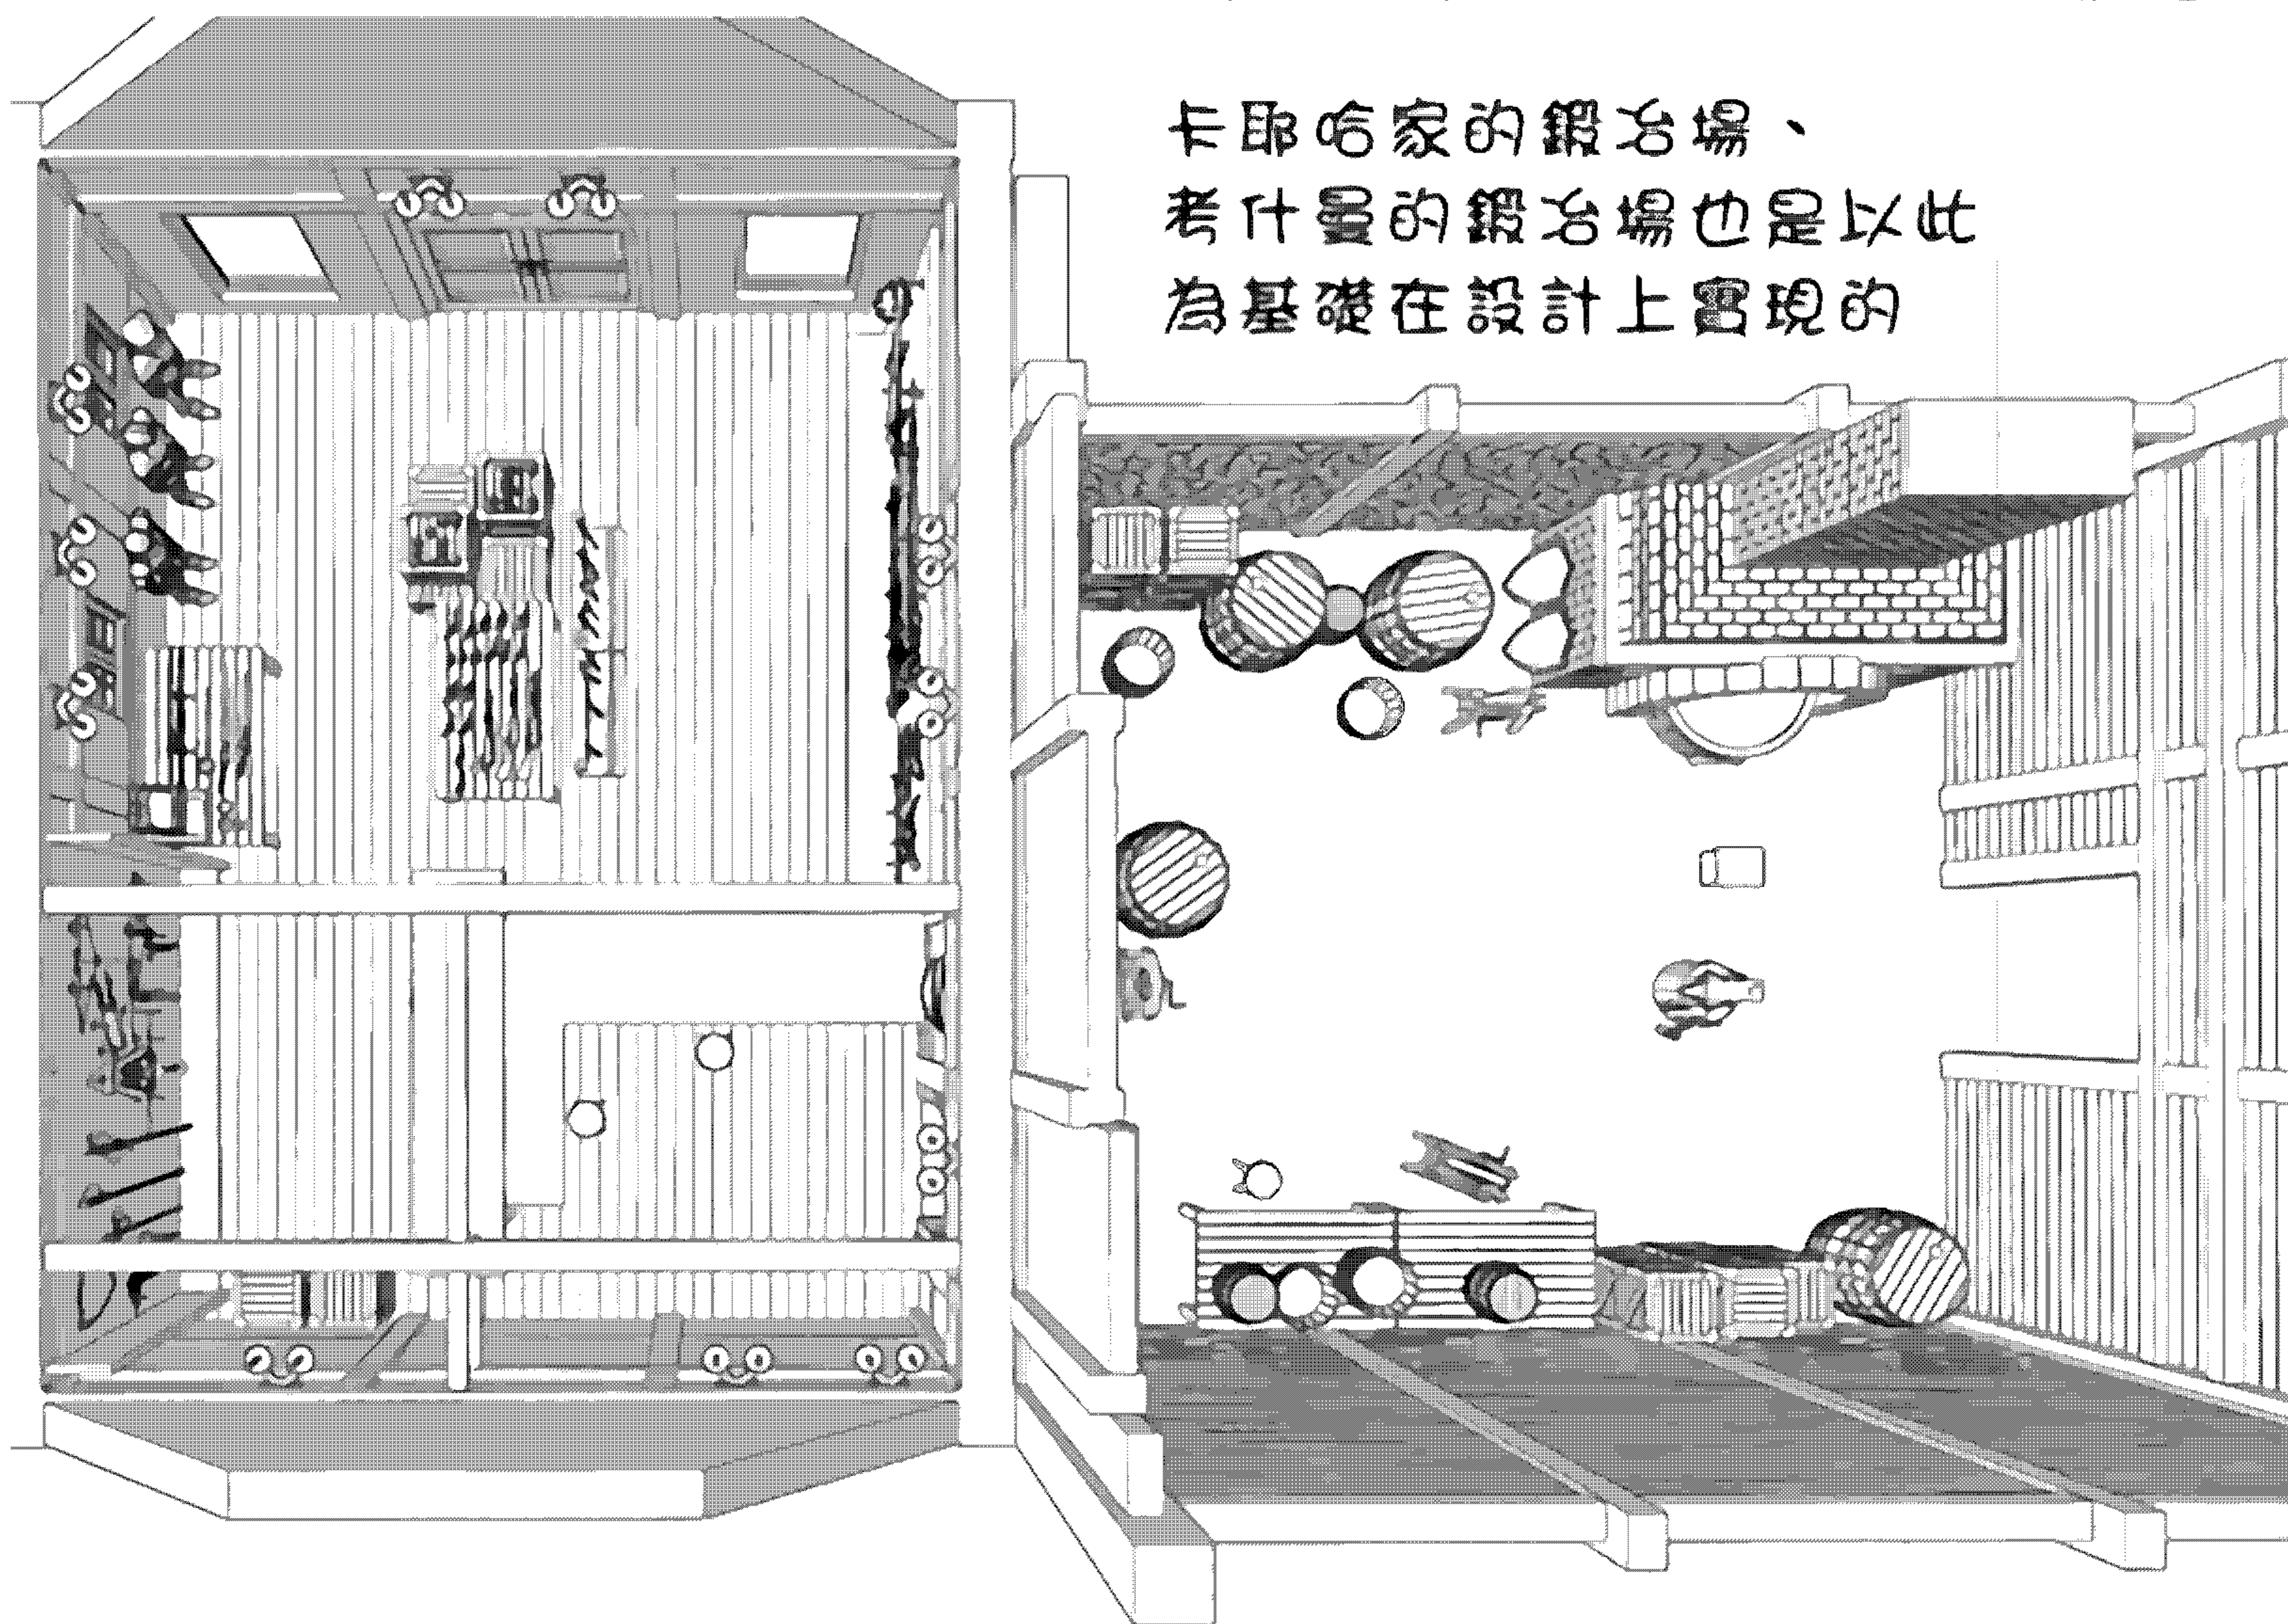 卡耶哈家的鍛冶場、
考什曼的鍛冶場也是以此
為基礎在設計上實現的